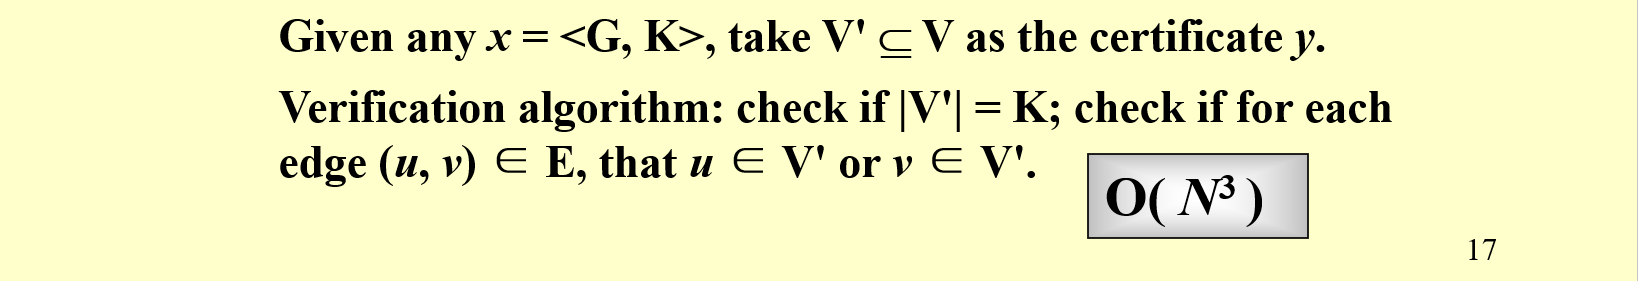 Given any x = <G, K>, take V' ⊆ V as the certificate y.
Verification algorithm: check if |V'| = K; check if for each
edge (u, v) ∈ E, that u ∈ V' or v ∈ V'.
O( N³ )
17